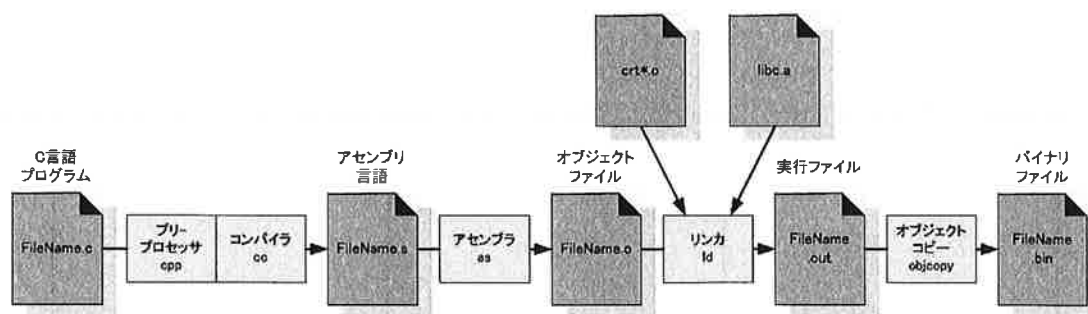 crt*.o
libc.a
C言語
プログラム
アセンブリ
言語
オブジェクト
ファイル
実行ファイル
バイナリ
ファイル
FileName.c
プリ-
プロセッサ
cpp
コンパイラ
cc
FileName.s
アセンブラ
as
FileName.o
リンカ
ld
FileName
.out
オブジェクト
コピー
objcopy
FileName
.bin